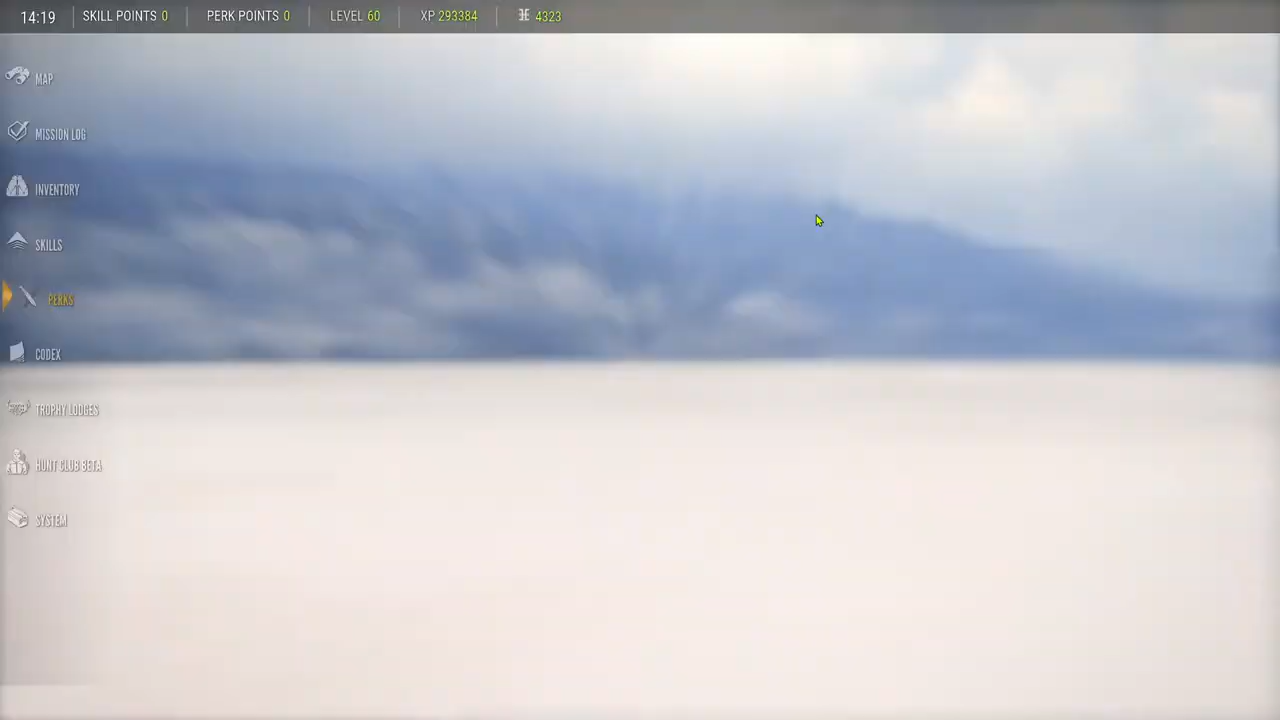 14:19 SKILL POINTS 0 PERK POINTS 0 LEVEL 60 XP 293384 4323
MAP
MISSION LOG
INVENTORY
SKILLS
PERKS
CODEX
TROPHY LODGES
HUNT CLUB BETA
SYSTEM